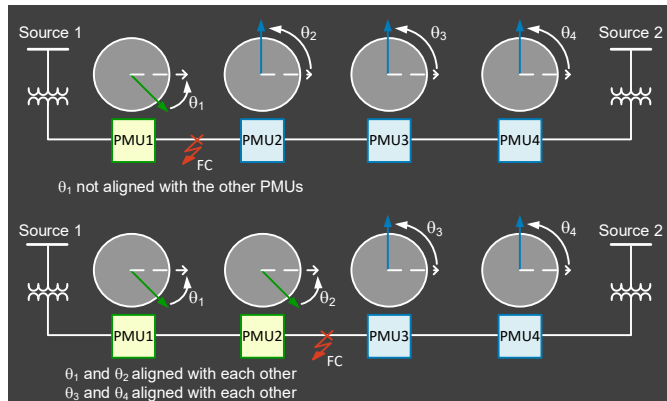 Source 1
θ1
θ2
θ3
θ4
Source 2
PMU1
FC
PMU2
PMU3
PMU4
θ1 not aligned with the other PMUs
Source 1
θ1
θ2
θ3
θ4
Source 2
PMU1
PMU2
FC
PMU3
PMU4
θ1 and θ2 aligned with each other
θ3 and θ4 aligned with each other